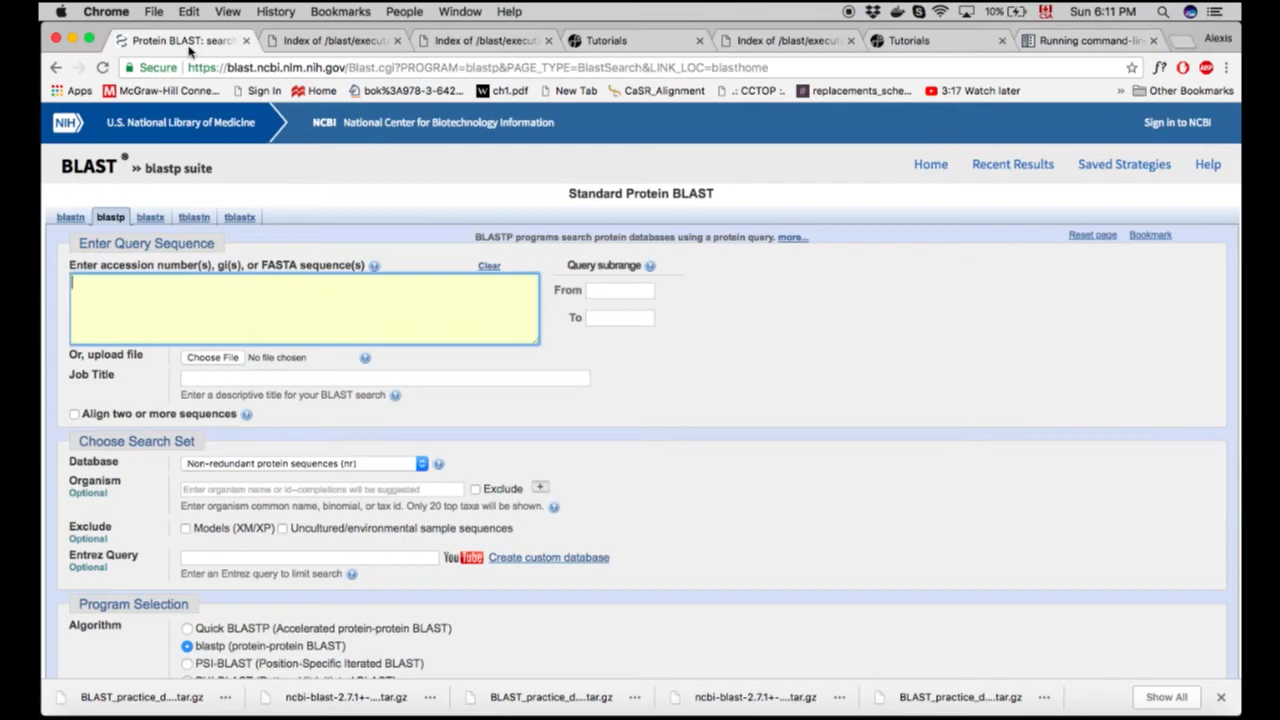 Chrome File Edit View History Bookmarks People Window Help 10% Sun 6:11 PM
Protein BLAST: search Index of /blast/execut Index of /blast/execut Tutorials Index of /blast/execut Tutorials Running command-lin Alexis
Secure https://blast.ncbi.nlm.nih.gov/Blast.cgi?PROGRAM=blastp&PAGE_TYPE=BlastSearch&LINK_LOC=blasthome f? ABP
Apps McGraw-Hill Conne... Sign In Home bok%3A978-3-642... ch1.pdf New Tab CaSR_Alignment .: CCTOP :. replacements_sche... 3:17 Watch later » Other Bookmarks
NIH U.S. National Library of Medicine NCBI National Center for Biotechnology Information Sign in to NCBI
BLAST ® » blastp suite Home Recent Results Saved Strategies Help
Standard Protein BLAST
blastn blastp blastx tblastn tblastx
Enter Query Sequence BLASTP programs search protein databases using a protein query. more... Reset page Bookmark
Enter accession number(s), gi(s), or FASTA sequence(s) Clear Query subrange
From
To
Or, upload file Choose File No file chosen
Job Title
Enter a descriptive title for your BLAST search
Align two or more sequences
Choose Search Set
Database Non-redundant protein sequences (nr)
Organism
Optional Enter organism name or id--completions will be suggested Exclude +
Enter organism common name, binomial, or tax id. Only 20 top taxa will be shown.
Exclude Models (XM/XP) Uncultured/environmental sample sequences
Optional
Entrez Query YouTube Create custom database
Optional Enter an Entrez query to limit search
Program Selection
Algorithm Quick BLASTP (Accelerated protein-protein BLAST)
blastp (protein-protein BLAST)
PSI-BLAST (Position-Specific Iterated BLAST)
BLAST_practice_d....tar.gz ncbi-blast-2.7.1+-....tar.gz BLAST_practice_d....tar.gz ncbi-blast-2.7.1+-....tar.gz BLAST_practice_d....tar.gz Show All